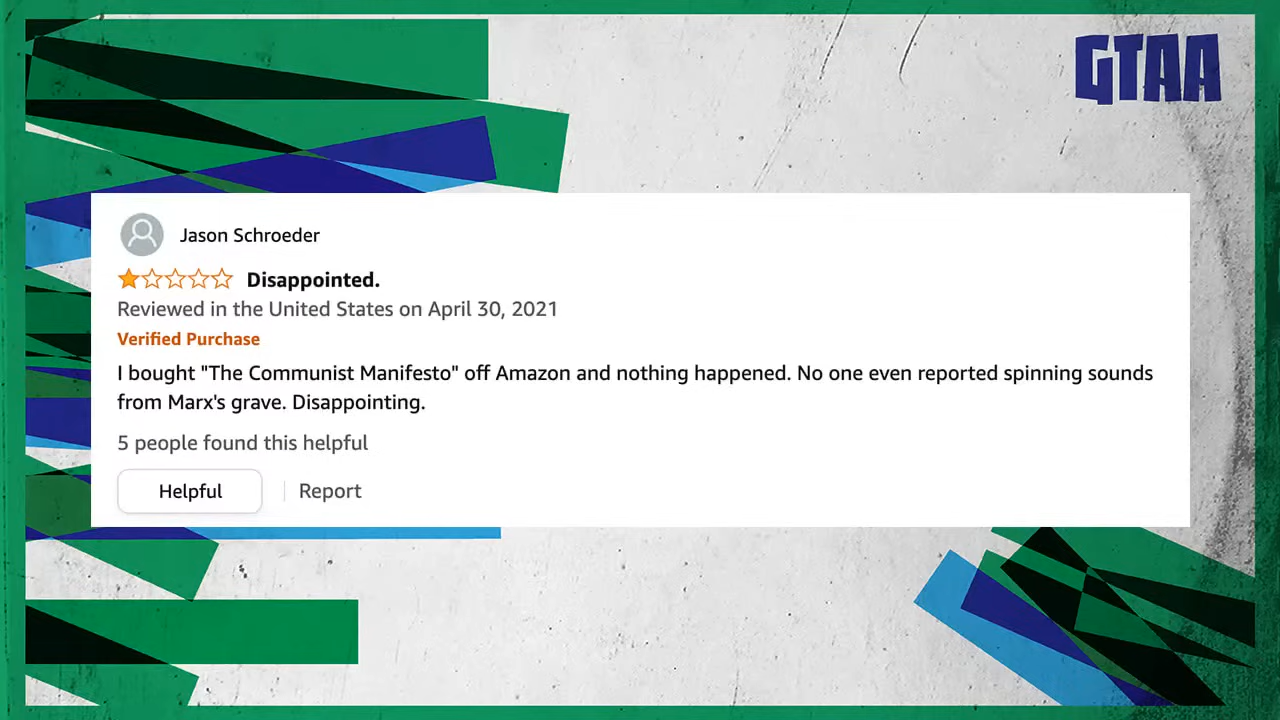 GTAA
Jason Schroeder
Disappointed.
Reviewed in the United States on April 30, 2021
Verified Purchase
I bought "The Communist Manifesto" off Amazon and nothing happened. No one even reported spinning sounds
from Marx's grave. Disappointing.
5 people found this helpful
Helpful
Report